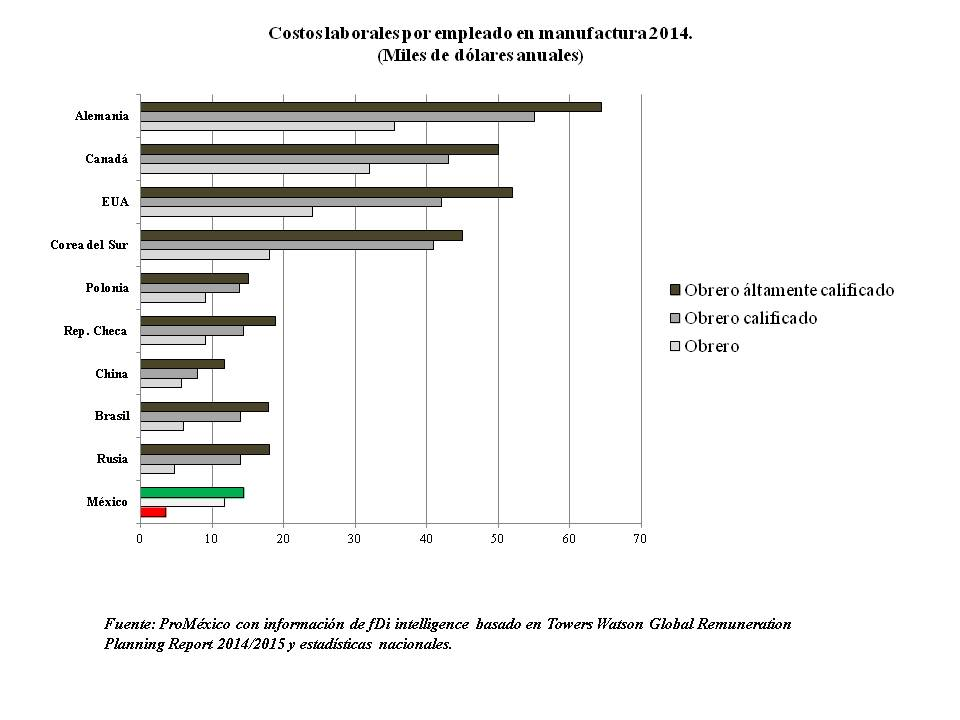 Costos laborales por empleado en manufactura 2014.
(Miles de dólares anuales)
Alemania
Canadá
EUA
Corea del Sur
Polonia
Rep. Checa
China
Brasil
Rusia
México
0 10 20 30 40 50 60 70
Obrero áltamente calificado
Obrero calificado
Obrero
Fuente: ProMéxico con información de fDi intelligence basado en Towers Watson Global Remuneration
Planning Report 2014/2015 y estadísticas nacionales.